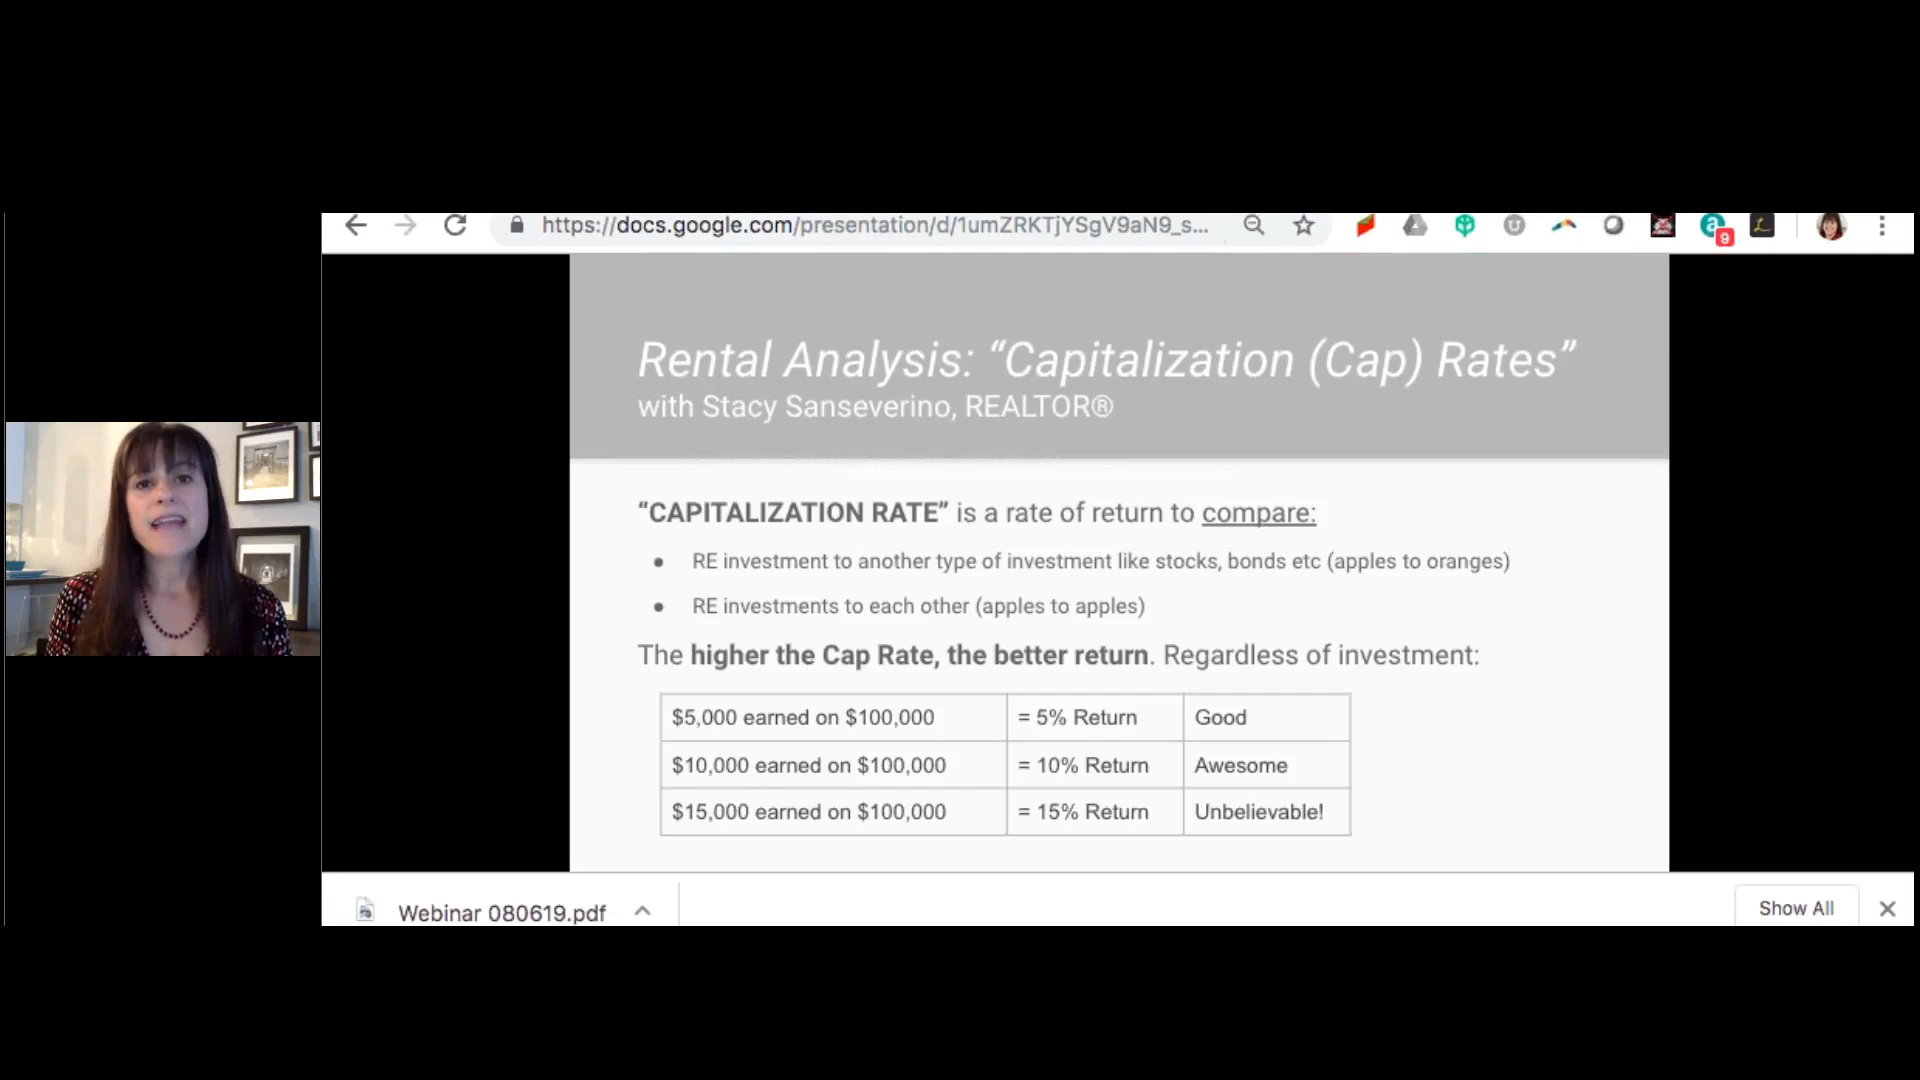 https://docs.google.com/presentation/d/1umZRKTjYSgV9aN9_s...
9
Rental Analysis: “Capitalization (Cap) Rates”
with Stacy Sanseverino, REALTOR®
“CAPITALIZATION RATE” is a rate of return to compare:
● RE investment to another type of investment like stocks, bonds etc (apples to oranges)
● RE investments to each other (apples to apples)
The higher the Cap Rate, the better return. Regardless of investment:
$5,000 earned on $100,000 = 5% Return Good
$10,000 earned on $100,000 = 10% Return Awesome
$15,000 earned on $100,000 = 15% Return Unbelievable!
Webinar 080619.pdf
Show All